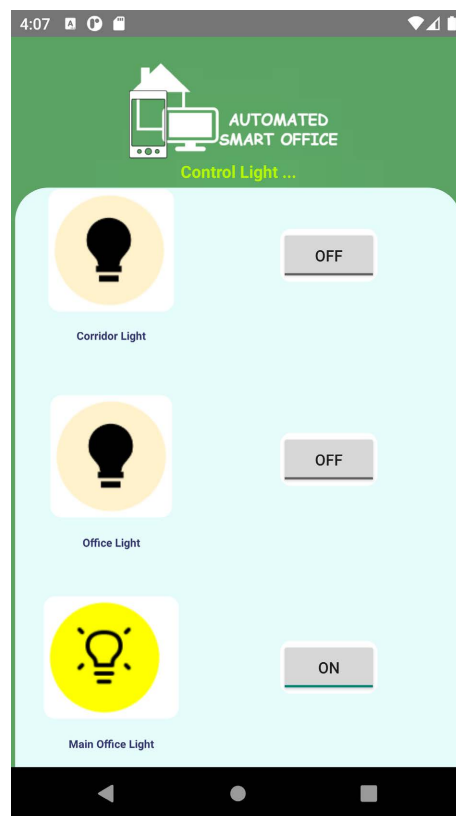 4:07 A
AUTOMATED
SMART OFFICE
Control Light ...
OFF
Corridor Light
OFF
Office Light
ON
Main Office Light